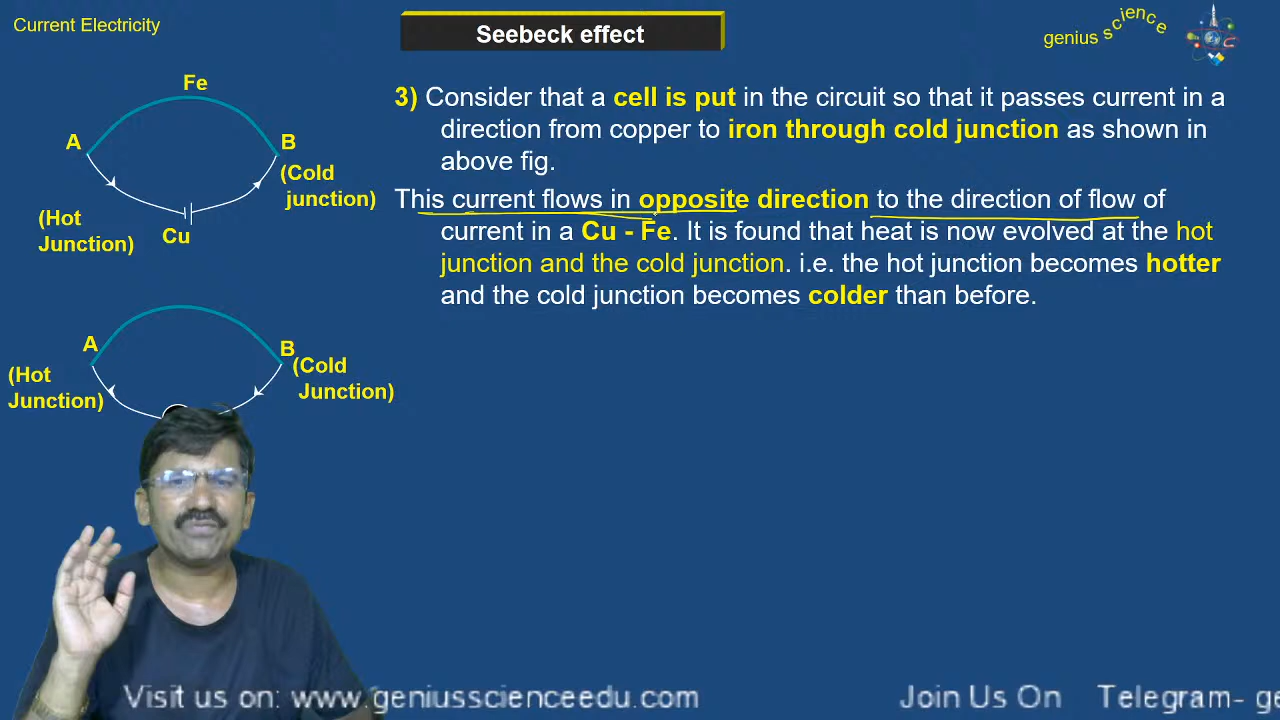 Current Electricity
Seebeck effect
genius science
Fe
A
B
(Cold
junction)
(Hot
Junction)
Cu
3) Consider that a cell is put in the circuit so that it passes current in a
direction from copper to iron through cold junction as shown in
above fig.
This current flows in opposite direction to the direction of flow of
current in a Cu - Fe. It is found that heat is now evolved at the hot
junction and the cold junction. i.e. the hot junction becomes hotter
and the cold junction becomes colder than before.
A
B
(Cold
Junction)
(Hot
Junction)
Visit us on: www.geniusscienceedu.com Join Us On Telegram- ge